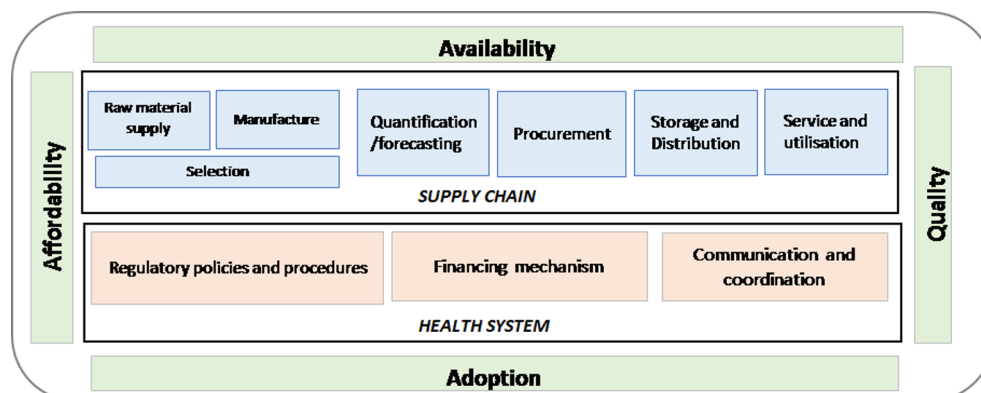 Availability
Affordability
Raw material
supply
Manufacture
Selection
Quantification
/forecasting
Procurement
Storage and
Distribution
Service and
utilisation
SUPPLY CHAIN
Quality
Regulatory policies and procedures
Financing mechanism
Communication and
coordination
HEALTH SYSTEM
Adoption